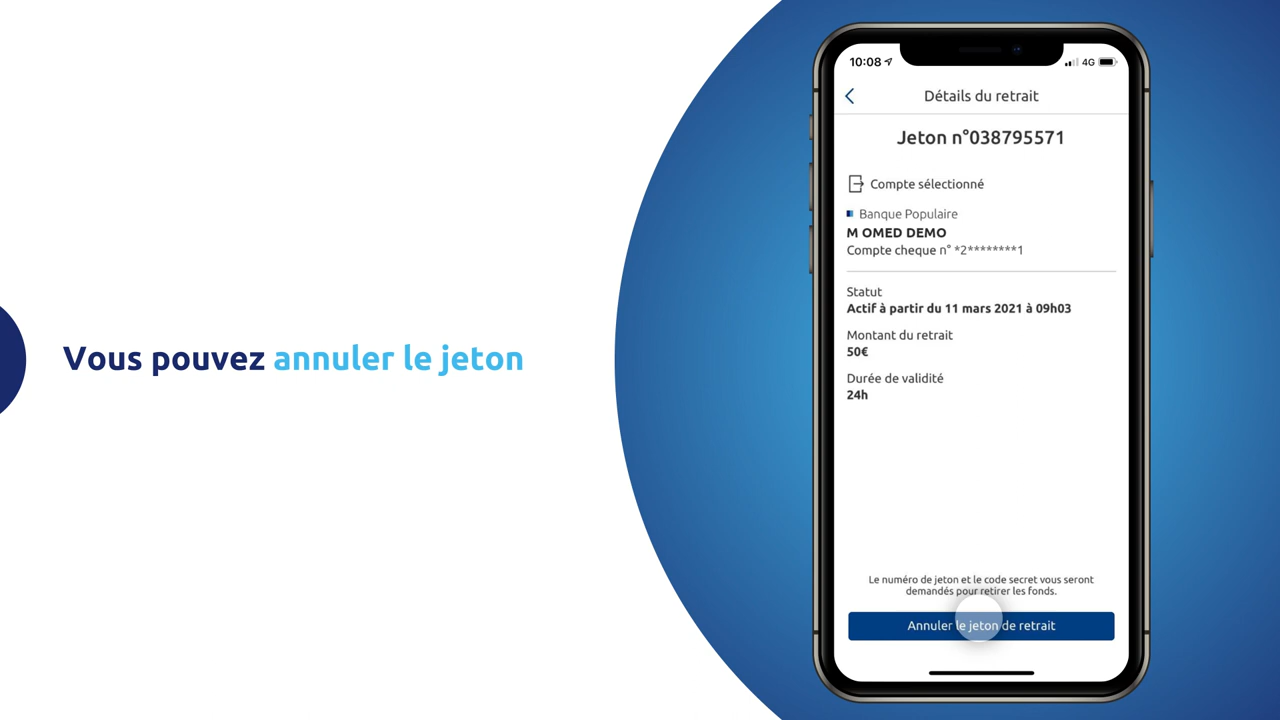 Vous pouvez annuler le jeton
10:08
4G
Détails du retrait
Jeton n°038795571
Compte sélectionné
Banque Populaire
M OMED DEMO
Compte cheque n° *2********1
Statut
Actif à partir du 11 mars 2021 à 09h03
Montant du retrait
50€
Durée de validité
24h
Le numéro de jeton et le code secret vous seront
demandés pour retirer les fonds.
Annuler le jeton de retrait